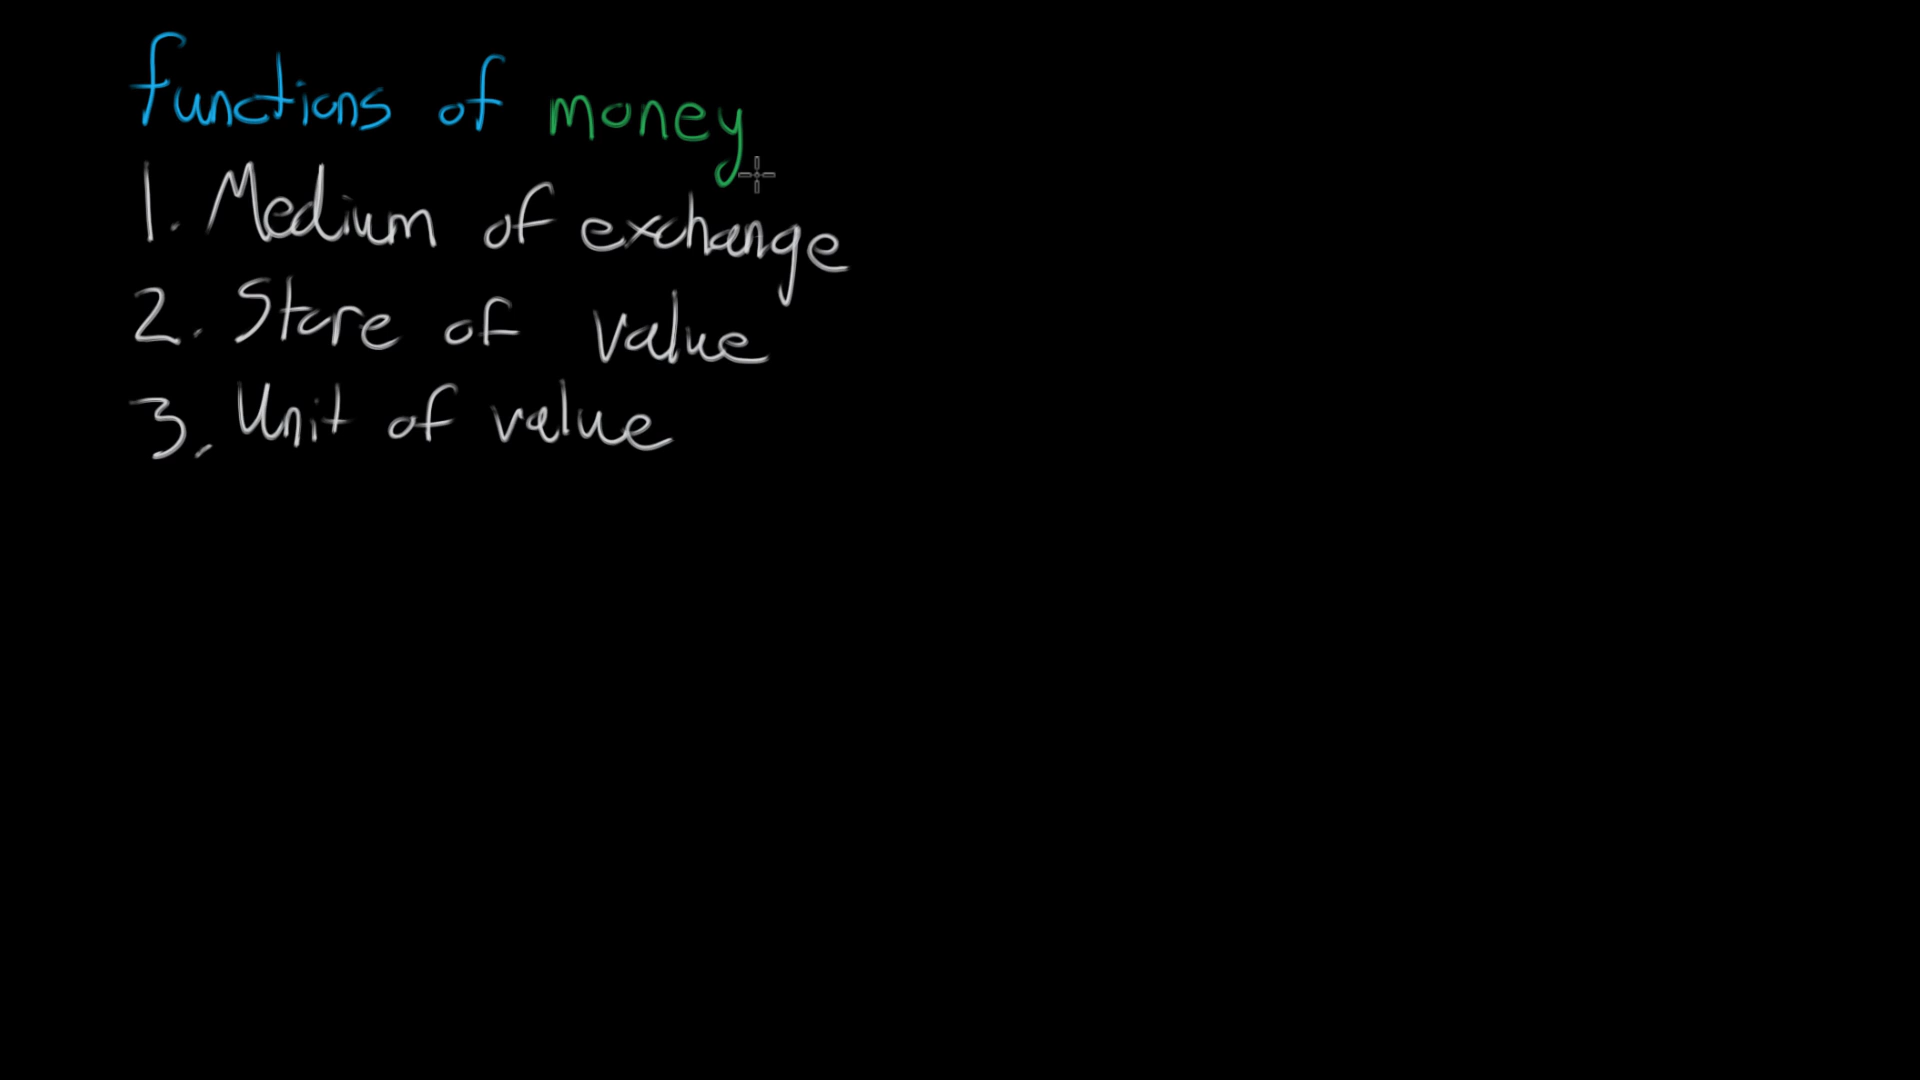 functions of money
1. Medium of exchange
2. Store of value
3. Unit of value